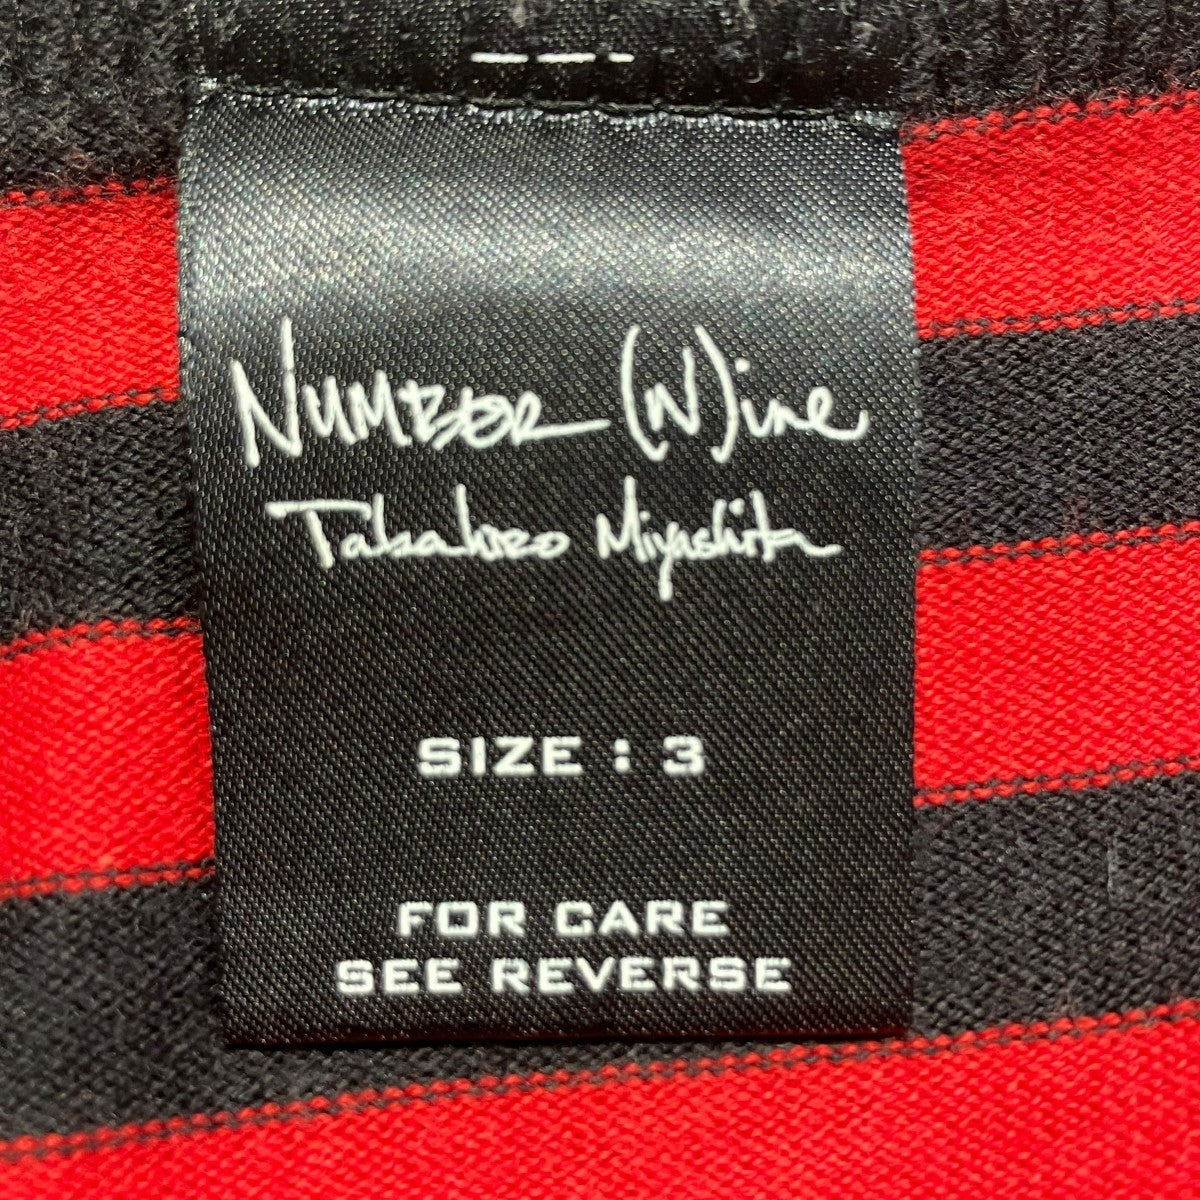 NUMBER (N)ine
Takahiro Miyashita
SIZE : 3
FOR CARE
SEE REVERSE